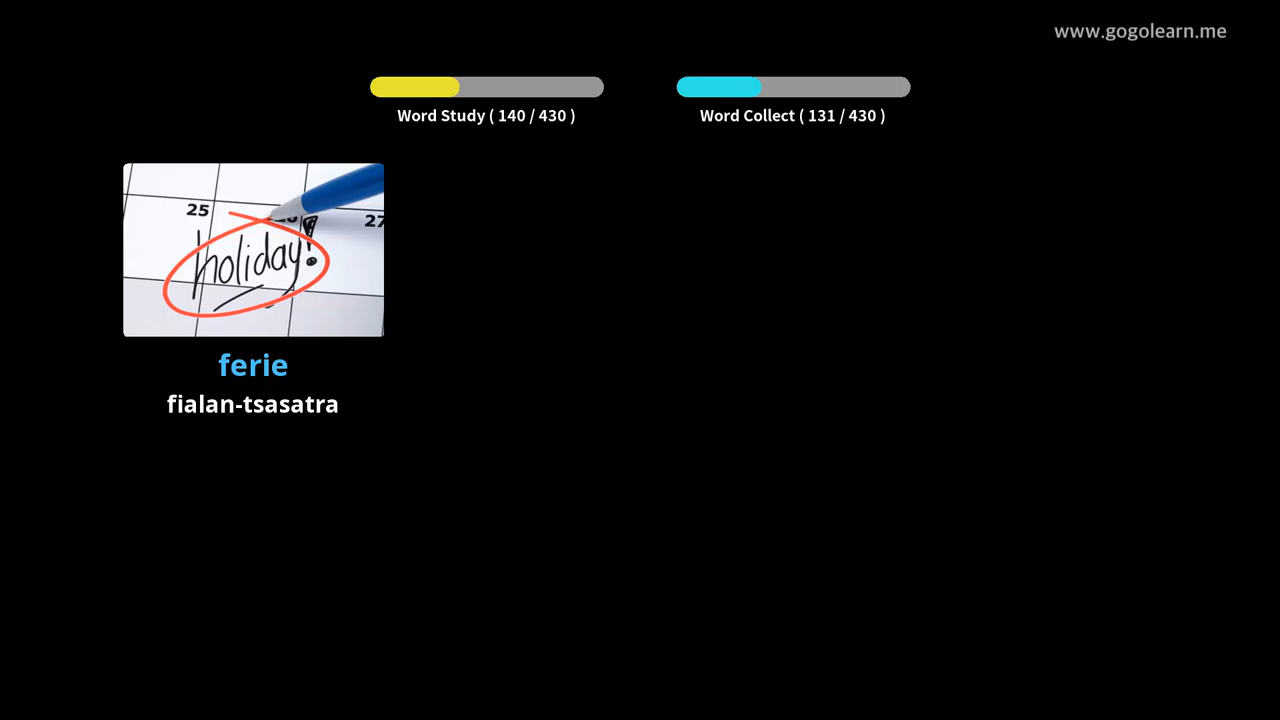 www.gogolearn.me
Word Study ( 140 / 430 )
Word Collect ( 131 / 430 )
25
27
holiday!
ferie
fialan-tsasatra